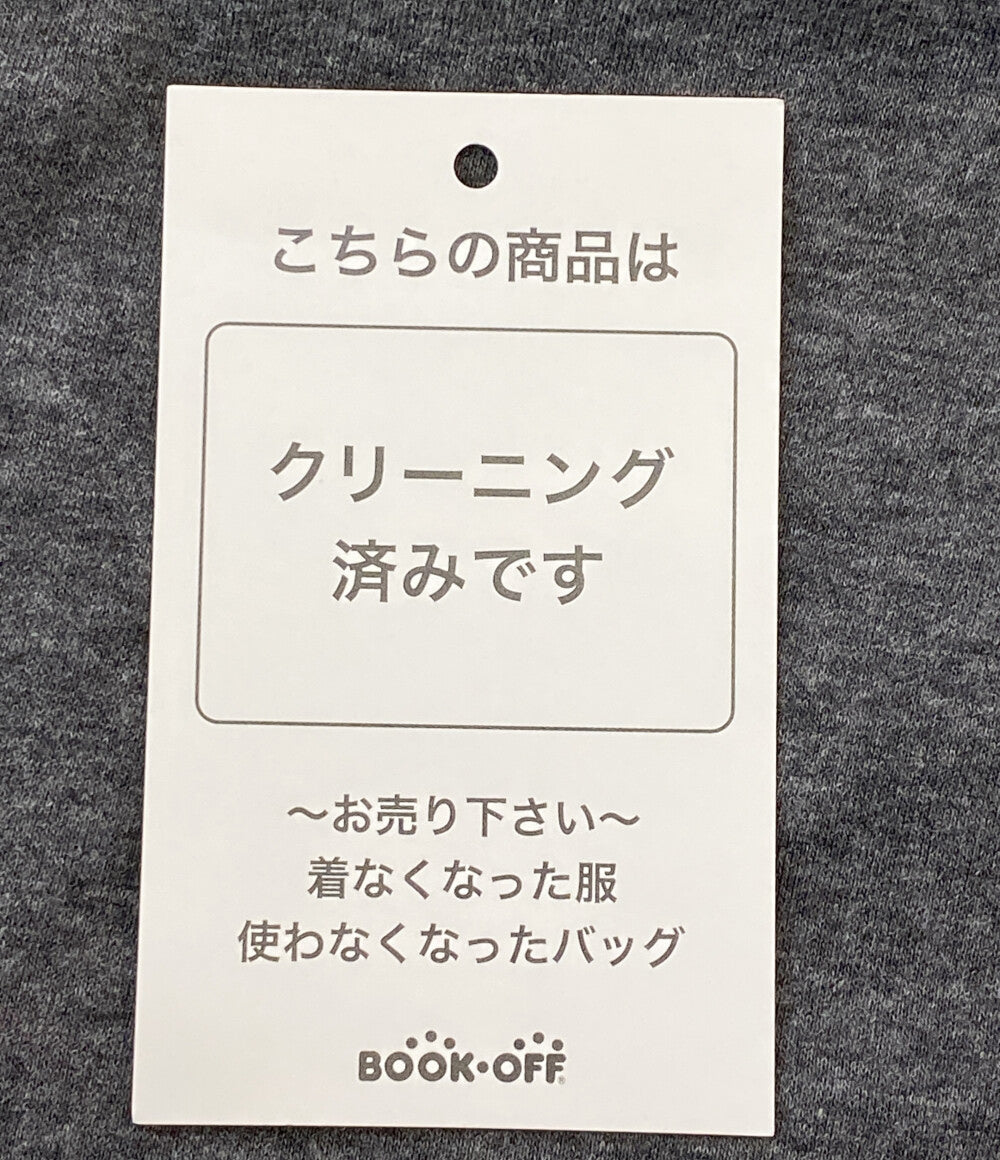 こちらの商品は
クリーニング
済みです
〜お売り下さい〜
着なくなった服
使わなくなったバッグ
BOOK・OFF®